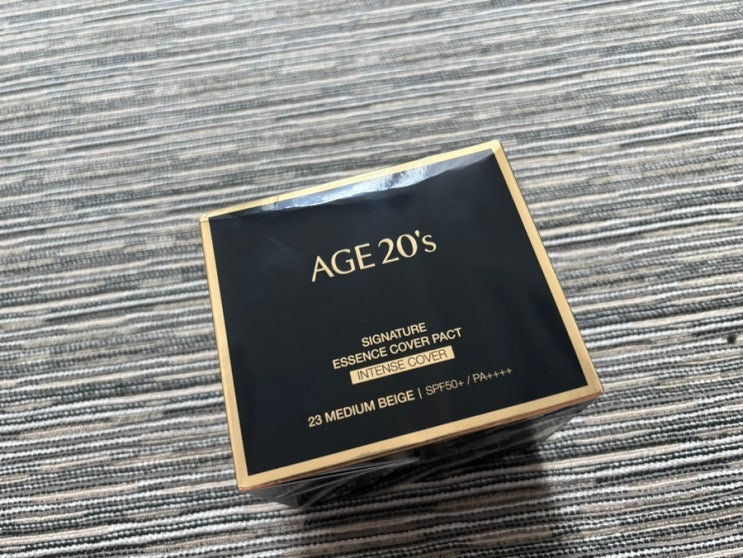 AGE 20's
SIGNATURE
ESSENCE COVER PACT
INTENSE COVER
23 MEDIUM BEIGE | SPF50+ / PA++++